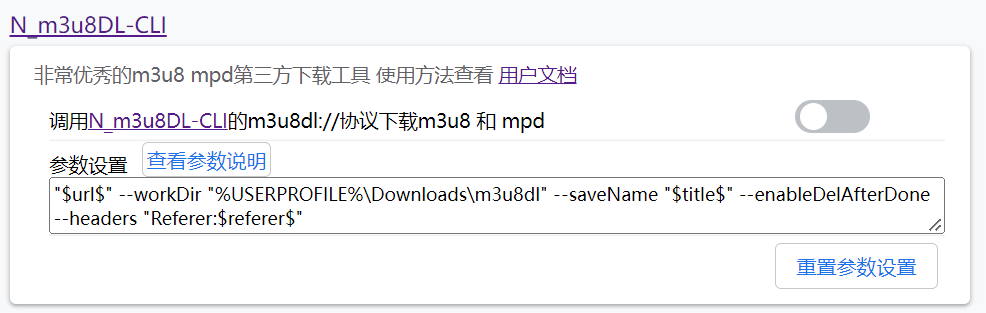 N_m3u8DL-CLI
非常优秀的m3u8 mpd第三方下载工具 使用方法查看 用户文档
调用N_m3u8DL-CLI的m3u8dl://协议下载m3u8 和 mpd
参数设置 查看参数说明
"$url$" --workDir "%USERPROFILE%\Downloads\m3u8dl" --saveName "$title$" --enableDelAfterDone
--headers "Referer:$referer$"
重置参数设置